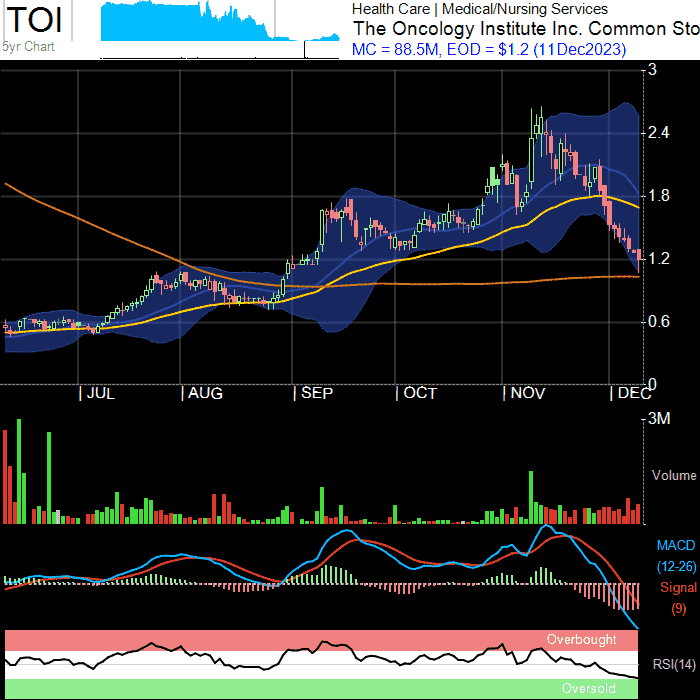 TOI
5yr Chart
Health Care | Medical/Nursing Services
The Oncology Institute Inc. Common Sto
MC = 88.5M, EOD = $1.2 (11Dec2023)
3
2.4
1.8
1.2
0.6
0
| JUL | AUG | SEP | OCT | NOV | DEC
3M
Volume
MACD
(12-26)
Signal
(9)
Overbought
RSI(14)
Oversold